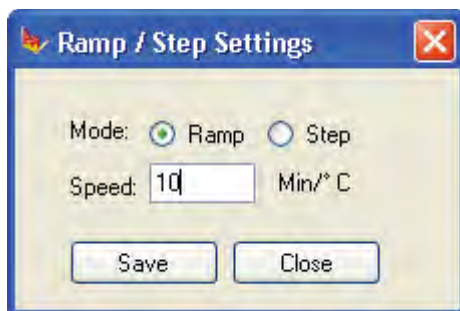 Ramp / Step Settings
Mode: Ramp Step
Speed: 10 Min/° C
Save Close